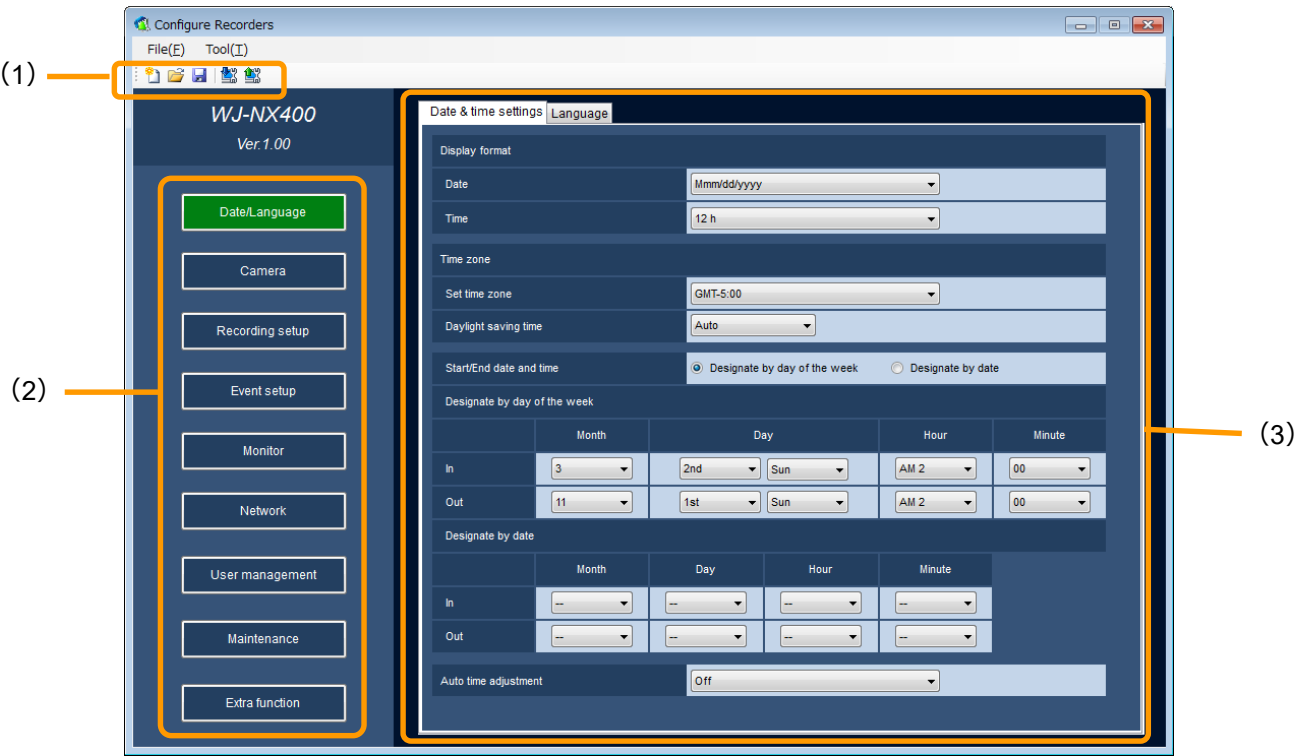 Configure Recorders
File(F) Tool(T)
(1)
WJ-NX400
Ver.1.00
Date/Language
Camera
Recording setup
Event setup
(2)
Monitor
Network
User management
Maintenance
Extra function
Date & time settings Language
Display format
Date Mmm/dd/yyyy
Time 12 h
Time zone
Set time zone GMT-5:00
Daylight saving time Auto
Start/End date and time Designate by day of the week Designate by date
Designate by day of the week
(3)
Month Day Hour Minute
In 3 2nd Sun AM 2 00
Out 11 1st Sun AM 2 00
Designate by date
Month Day Hour Minute
In -- -- -- --
Out -- -- -- --
Auto time adjustment Off